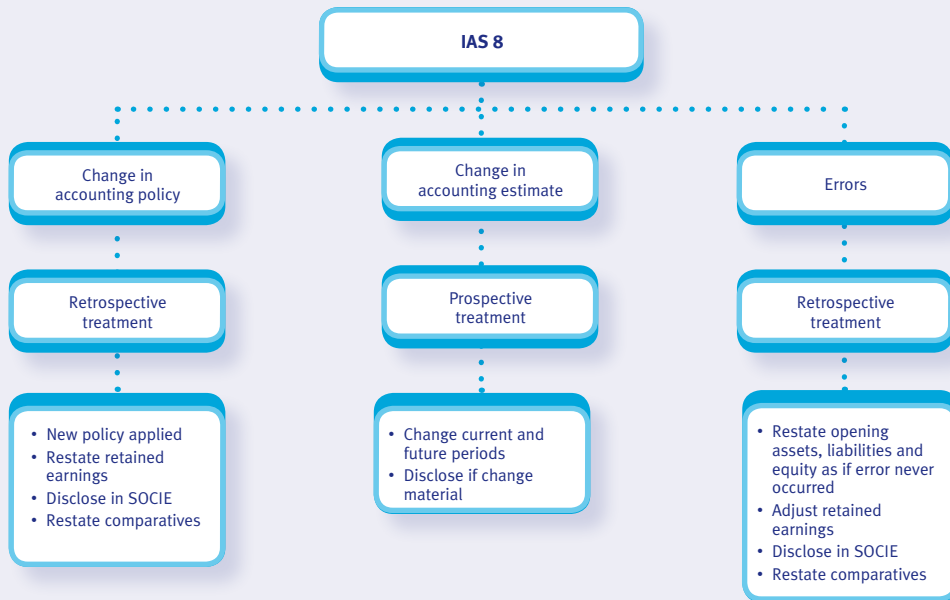 IAS 8
Change in
accounting policy
Change in
accounting estimate
Errors
Retrospective
treatment
Prospective
treatment
Retrospective
treatment
• New policy applied
• Restate retained
earnings
• Disclose in SOCIE
• Restate comparatives
• Change current and
future periods
• Disclose if change
material
• Restate opening
assets, liabilities and
equity as if error never
occurred
• Adjust retained
earnings
• Disclose in SOCIE
• Restate comparatives